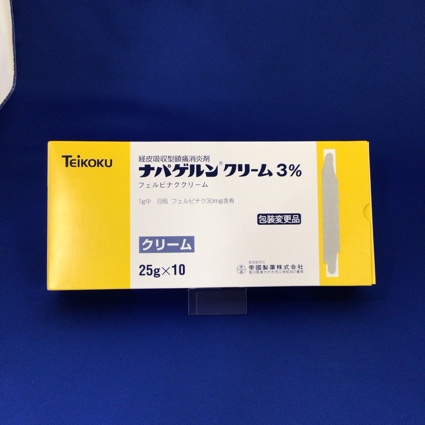 TEIKOKU
経皮吸収型鎮痛消炎剤
ナパゲルン®クリーム3%
フェルビナククリーム
1g中 日局 フェルビナク30mg含有
包装変更品
クリーム
25g×10
帝國製薬株式会社